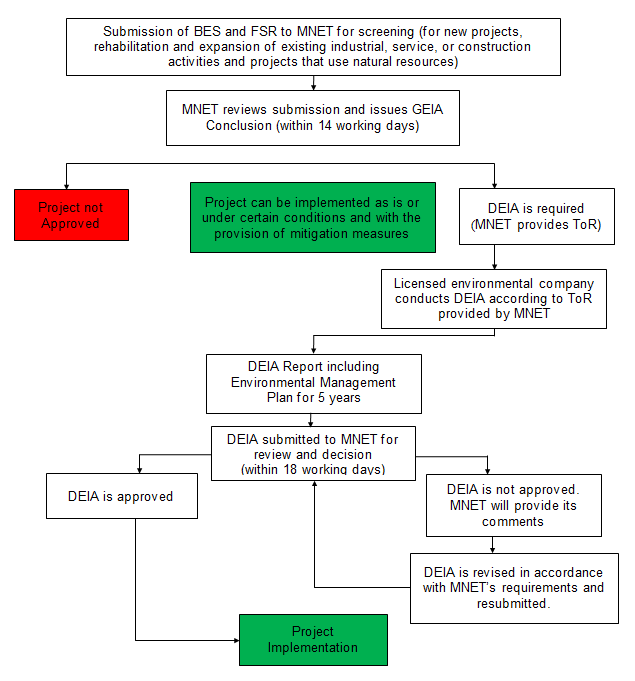 Submission of BES and FSR to MNET for screening (for new projects,
rehabilitation and expansion of existing industrial, service, or construction
activities and projects that use natural resources)
MNET reviews submission and issues GEIA
Conclusion (within 14 working days)
Project not
Approved
Project can be implemented as is or
under certain conditions and with the
provision of mitigation measures
DEIA is required
(MNET provides ToR)
Licensed environmental company
conducts DEIA according to ToR
provided by MNET
DEIA Report including
Environmental Management
Plan for 5 years
DEIA submitted to MNET for
review and decision
(within 18 working days)
DEIA is approved
DEIA is not approved.
MNET will provide its
comments
DEIA is revised in accordance
with MNET's requirements and
resubmitted.
Project
Implementation